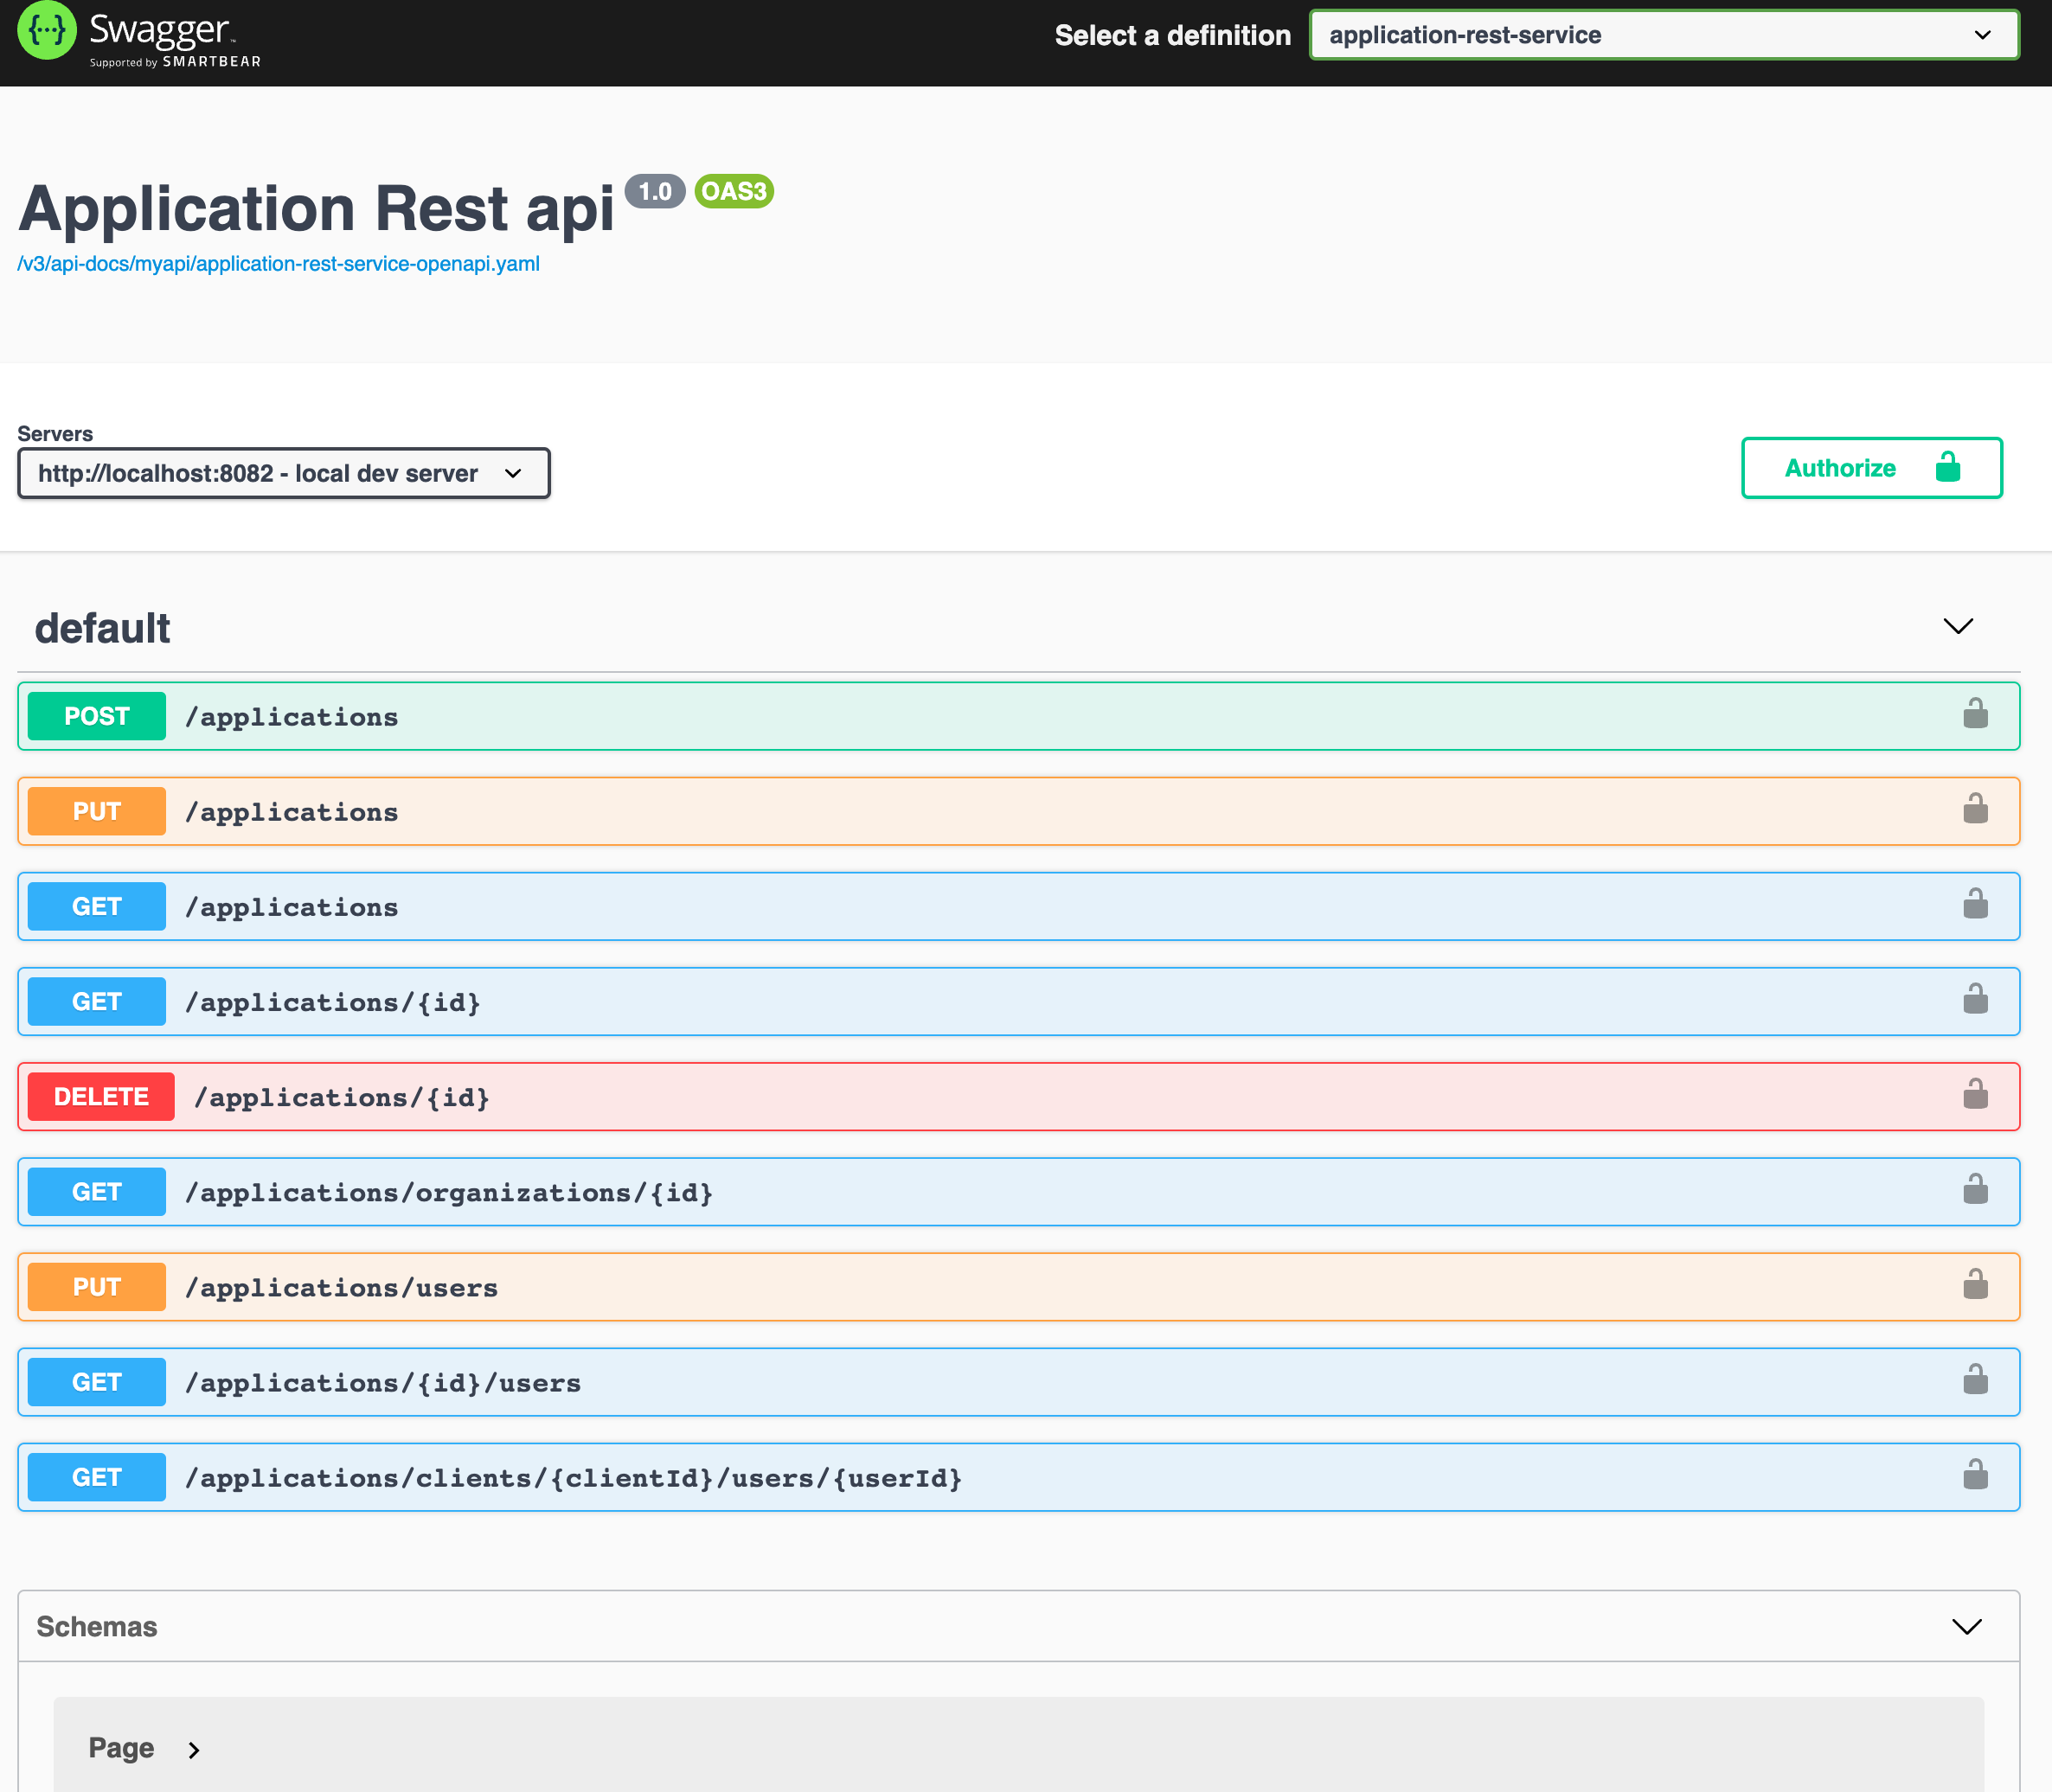 {···} Swagger™
Supported by SMARTBEAR
Select a definition
application-rest-service
Application Rest api 1.0 OAS3
/v3/api-docs/myapi/application-rest-service-openapi.yaml
Servers
http://localhost:8082 - local dev server
Authorize
default
POST /applications
PUT /applications
GET /applications
GET /applications/{id}
DELETE /applications/{id}
GET /applications/organizations/{id}
PUT /applications/users
GET /applications/{id}/users
GET /applications/clients/{clientId}/users/{userId}
Schemas
Page